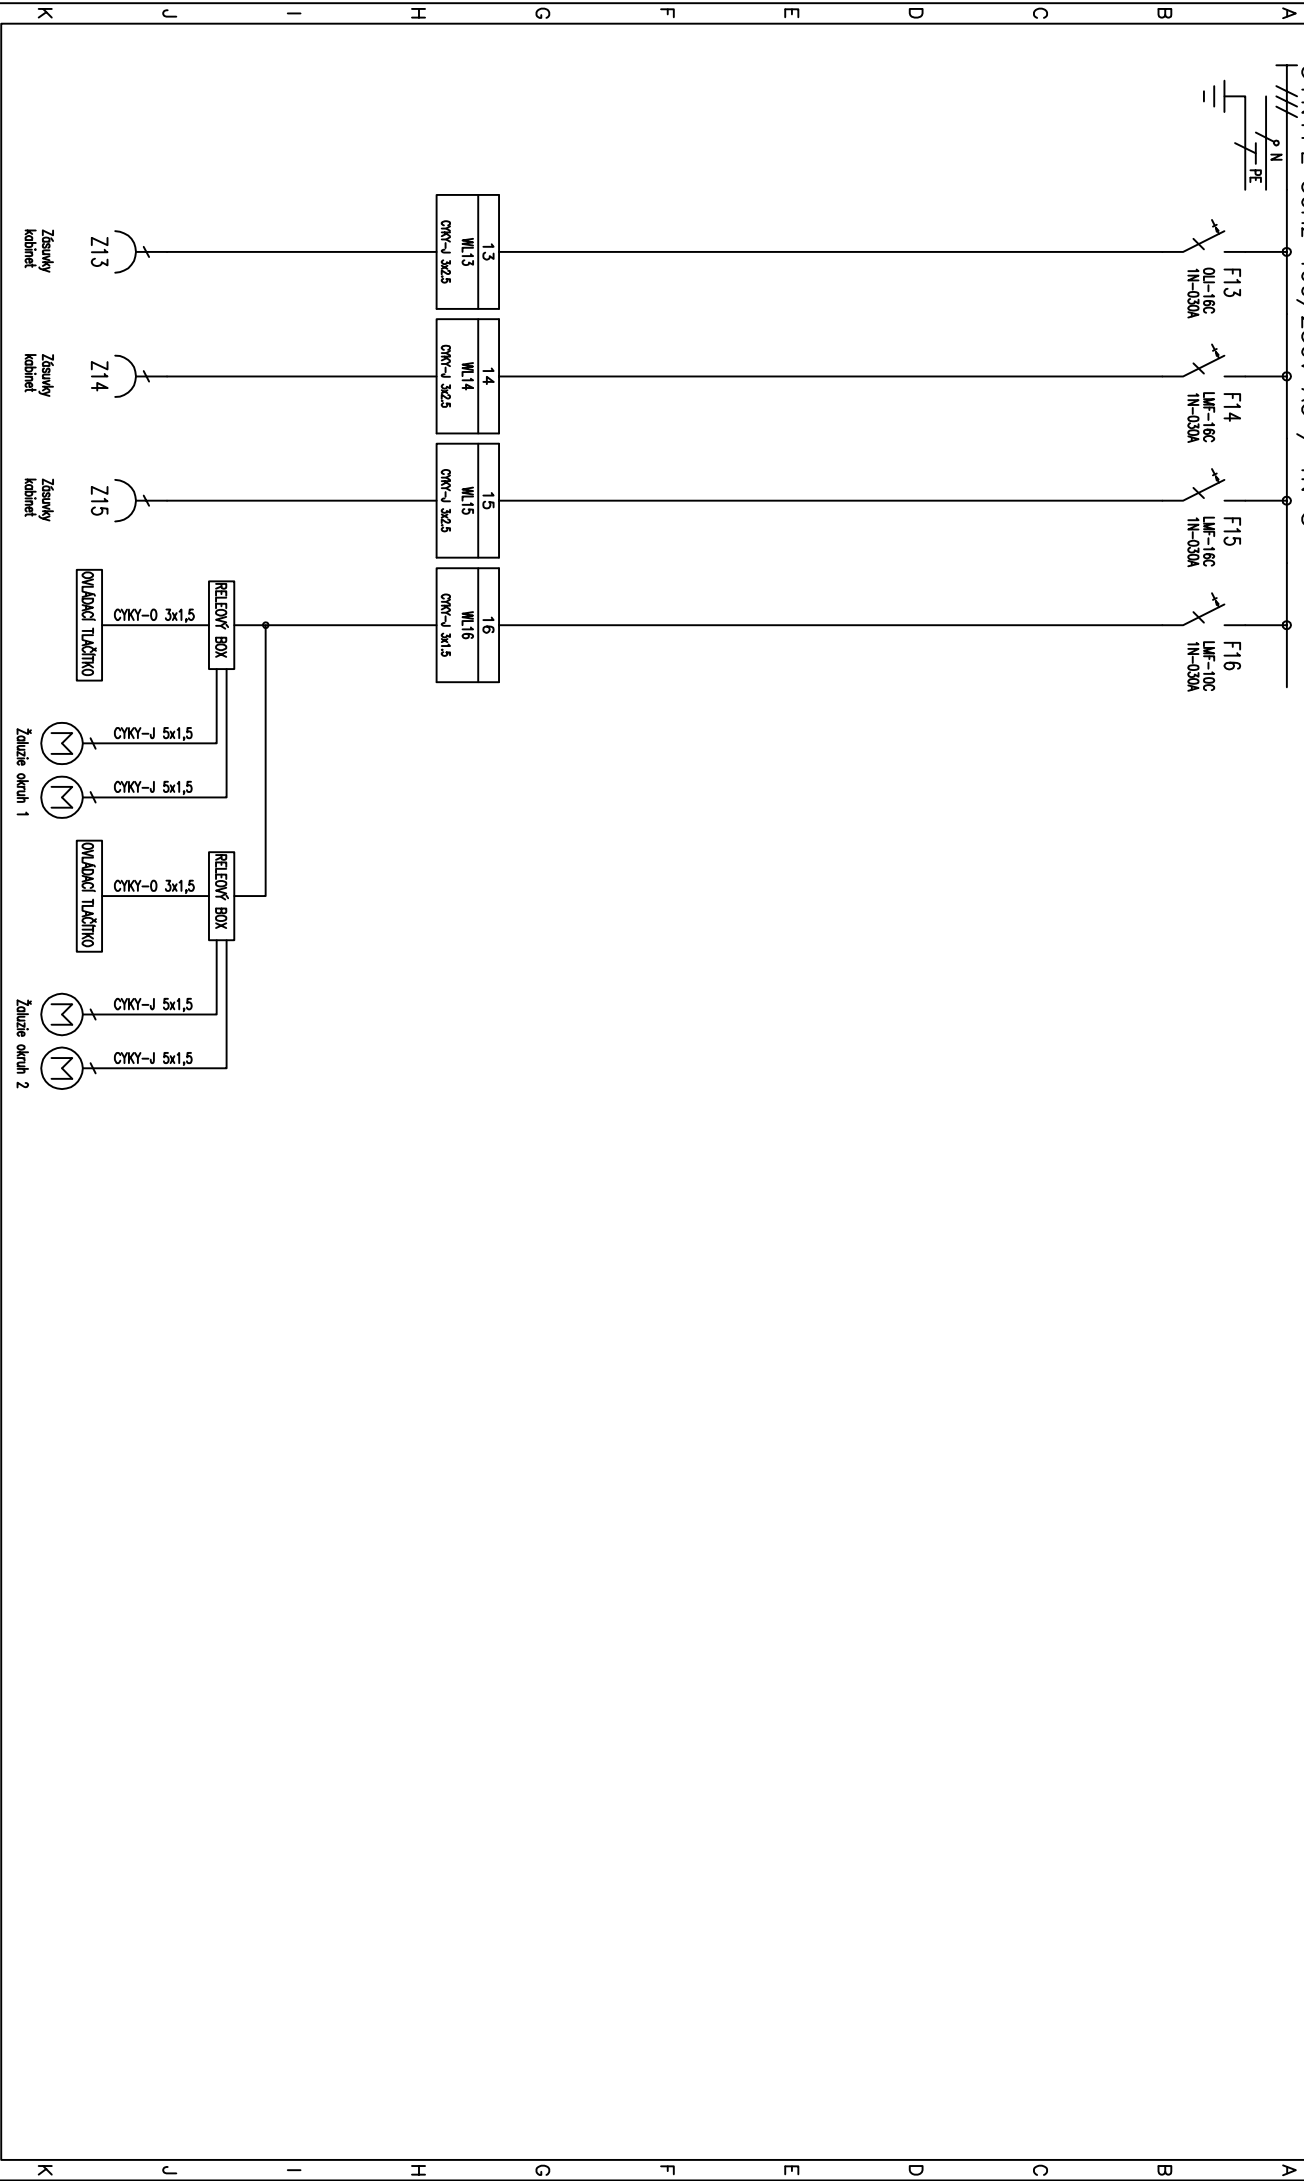 A
B
C
D
E
F
G
H
I
J
K
N
PE
F13
OLI-16C
1N-030A
F14
LMF-16C
1N-030A
F15
LMF-16C
1N-030A
F16
LMF-10C
1N-030A
13
WL13
CYKY-J 3x2.5
14
WL14
CYKY-J 3x2.5
15
WL15
CYKY-J 3x2.5
16
WL16
CYKY-J 3x1.5
RELEOVÝ BOX
RELEOVÝ BOX
CYKY-O 3x1,5
CYKY-J 5x1,5
CYKY-J 5x1,5
CYKY-O 3x1,5
CYKY-J 5x1,5
CYKY-J 5x1,5
Z13
Z14
Z15
OVLÁDACÍ TLAČÍTKO
OVLÁDACÍ TLAČÍTKO
M
M
M
M
Zásuvky
kabinet
Zásuvky
kabinet
Zásuvky
kabinet
Žaluzie okruh 1
Žaluzie okruh 2
A
B
C
D
E
F
G
H
I
J
K